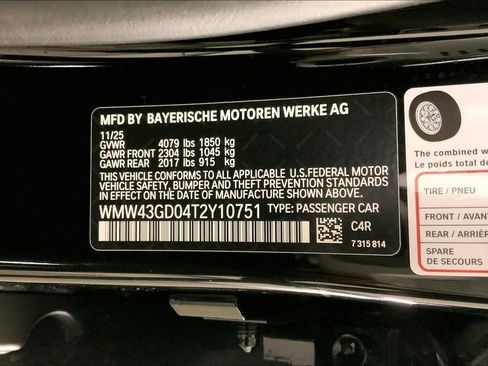 MFD BY BAYERISCHE MOTOREN WERKE AG
11/25
GVWR 4079 lbs 1850 kg
GAWR FRONT 2304 lbs 1045 kg
GAWR REAR 2017 lbs 915 kg
THIS VEHICLE CONFORMS TO ALL APPLICABLE U.S.FEDERAL MOTOR
VEHICLE SAFETY, BUMPER AND THEFT PREVENTION STANDARDS
IN EFFECT ON THE DATE OF MANUFACTURE SHOWN ABOVE.
WMW43GD04T2Y10751 TYPE: PASSENGER CAR
C4R
7 315 814
The combined w
Le poids total de
TIRE / PNEU
FRONT / AVANT
REAR / ARRIÈR
SPARE
DE SECOURS